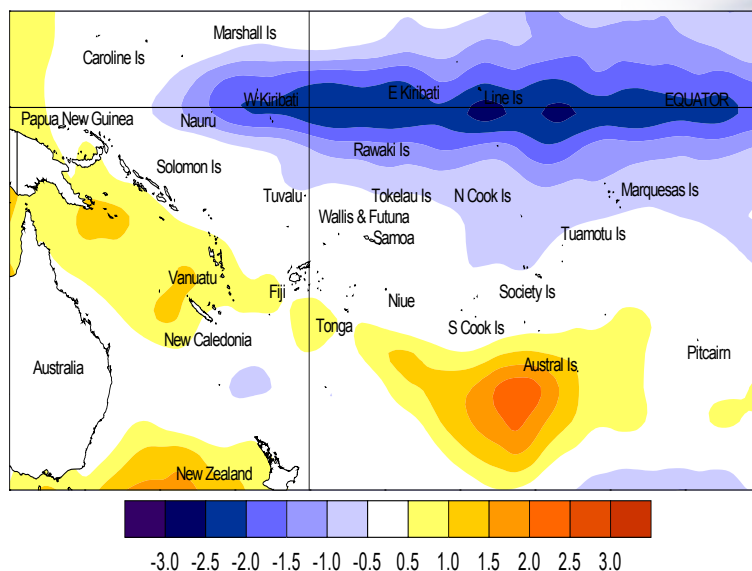 Marshall Is
Caroline Is
W Kiribati
E Kiribati
Line Is
EQUATOR
Papua New Guinea
Nauru
Rawaki Is
Solomon Is
Tuvalu
Tokelau Is
N Cook Is
Marquesas Is
Wallis & Futuna
Samoa
Tuamotu Is
Vanuatu
Fiji
Niue
Society Is
Tonga
S Cook Is
New Caledonia
Pitcairn
Australia
Austral Is
New Zealand
-3.0 -2.5 -2.0 -1.5 -1.0 -0.5 0.5 1.0 1.5 2.0 2.5 3.0